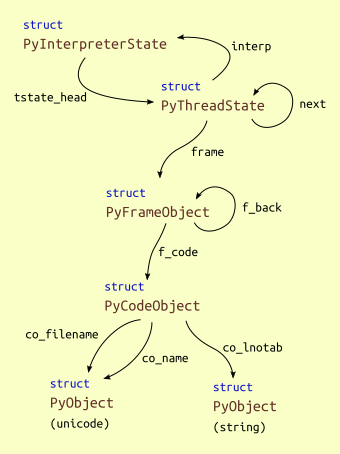 struct
PyInterpreterState
interp
struct
tstate_head
PyThreadState
next
frame
struct
PyFrameObject
f_back
f_code
struct
PyCodeObject
co_filename
co_name
co_lnotab
struct
PyObject
(unicode)
struct
PyObject
(string)